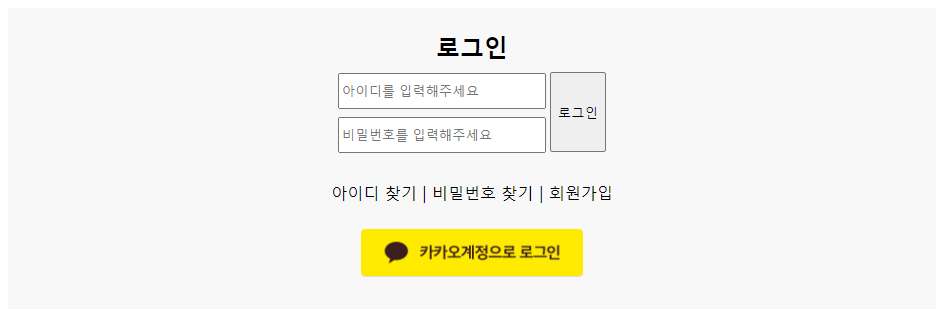 로그인
아이디를 입력해주세요
로그인
비밀번호를 입력해주세요
아이디 찾기 | 비밀번호 찾기 | 회원가입
카카오계정으로 로그인